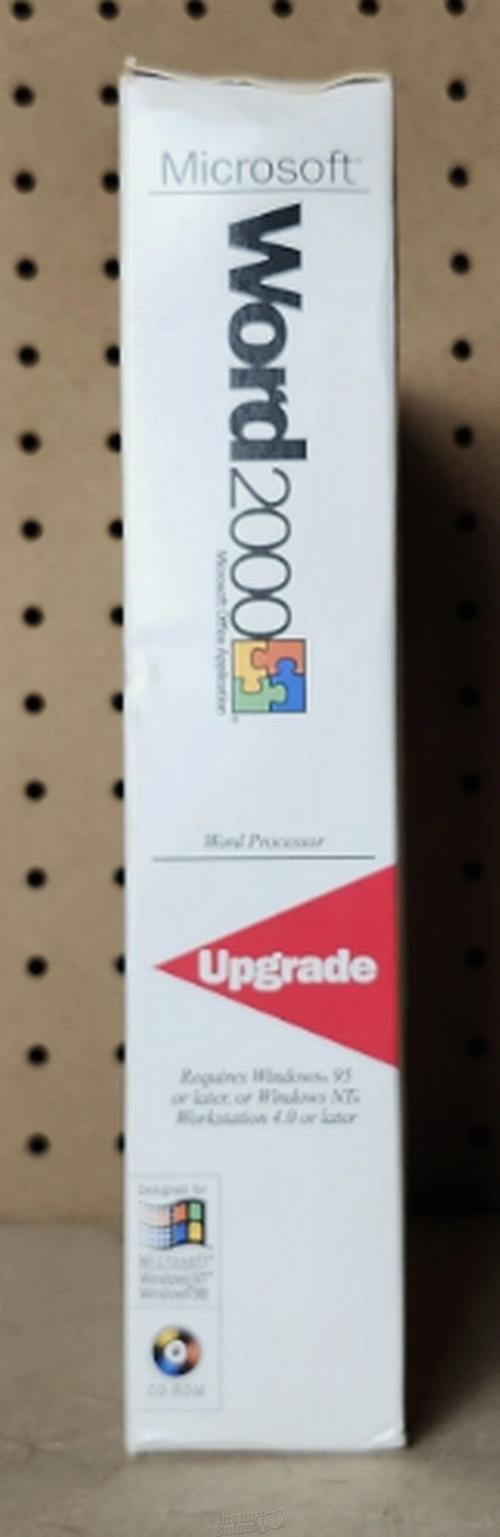 Microsoft®
Word 2000
Microsoft Office Application
Word Processor
Upgrade
Requires Windows® 95
or later, or Windows NT®
Workstation 4.0 or later
Designed for
Microsoft®
Windows NT®
Windows®98
CD-ROM